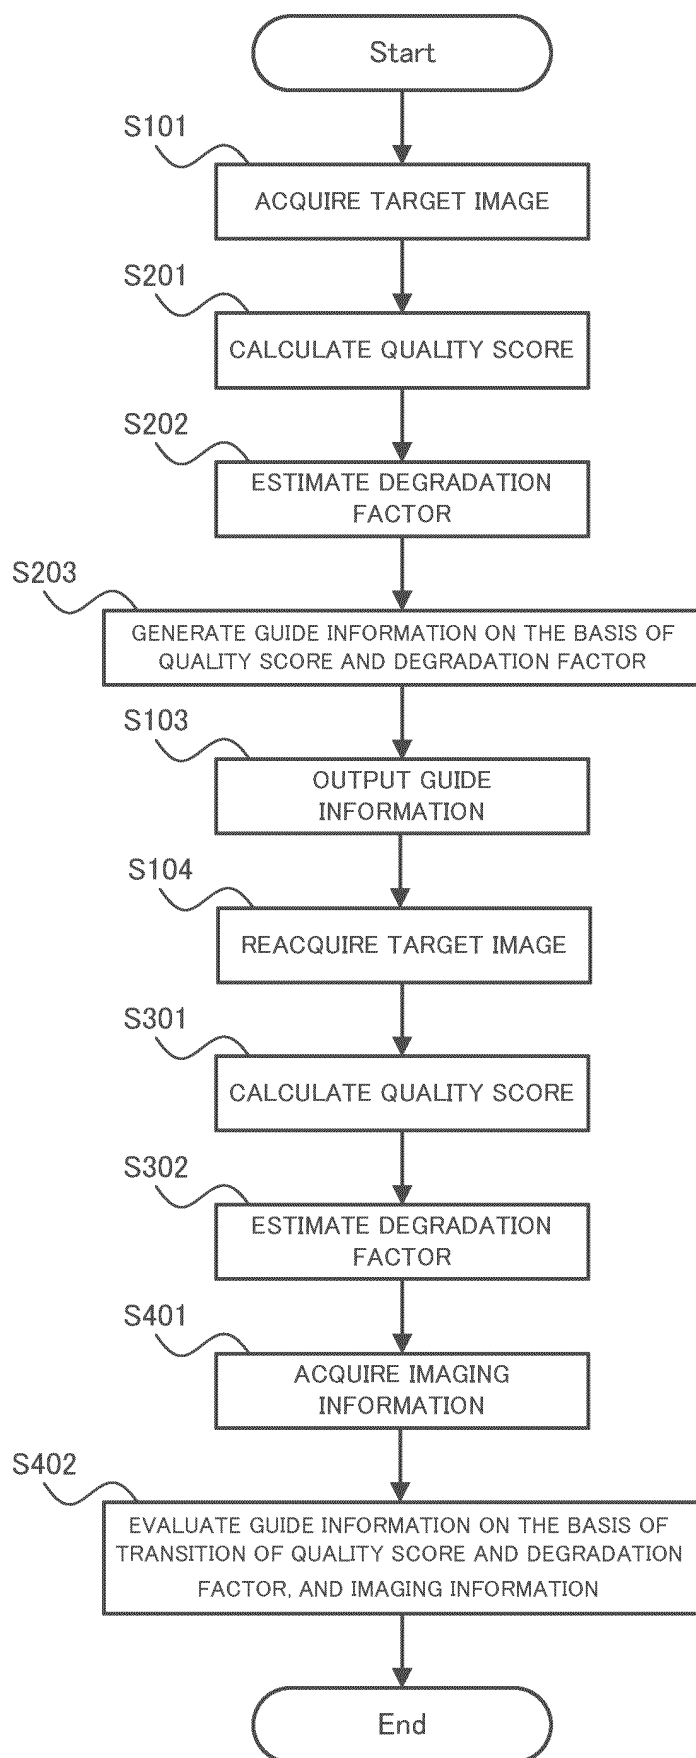 Start
S101
ACQUIRE TARGET IMAGE
S201
CALCULATE QUALITY SCORE
S202
ESTIMATE DEGRADATION
FACTOR
S203
GENERATE GUIDE INFORMATION ON THE BASIS OF
QUALITY SCORE AND DEGRADATION FACTOR
S103
OUTPUT GUIDE
INFORMATION
S104
REACQUIRE TARGET IMAGE
S301
CALCULATE QUALITY SCORE
S302
ESTIMATE DEGRADATION
FACTOR
S401
ACQUIRE IMAGING
INFORMATION
S402
EVALUATE GUIDE INFORMATION ON THE BASIS OF
TRANSITION OF QUALITY SCORE AND DEGRADATION
FACTOR, AND IMAGING INFORMATION
End